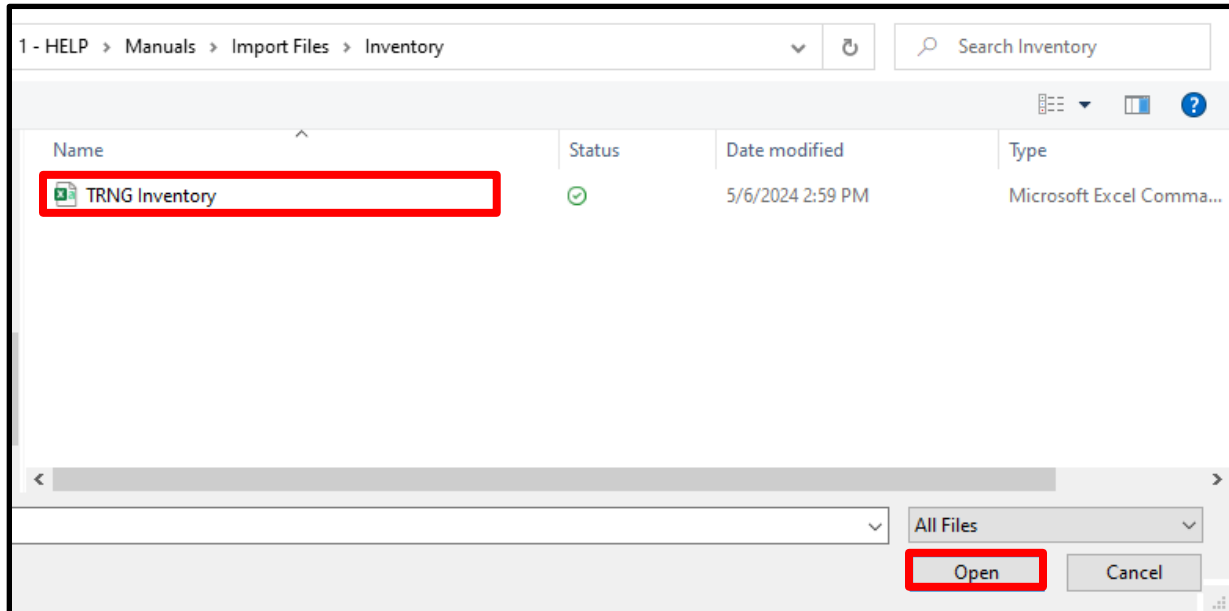 1 - HELP > Manuals > Import Files > Inventory Search Inventory
?
Name Status Date modified Type
TRNG Inventory 5/6/2024 2:59 PM Microsoft Excel Comma...
All Files
Open Cancel